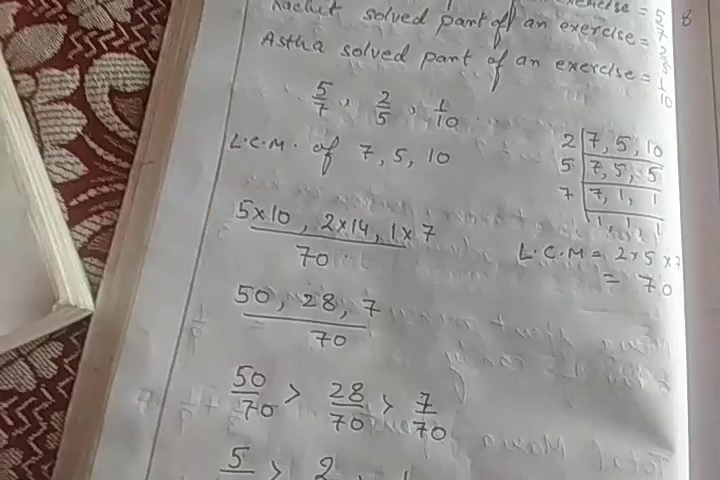 exercise = 5/7
Rachit solved part of an exercise = 2/5
Astha solved part of an exercise = 1/10
8
5/7, 2/5, 1/10
L.C.M. of 7, 5, 10
2 | 7, 5, 10
5 | 7, 5, 5
7 | 7, 1, 1
1, 1, 1
L.C.M = 2×5×7
= 70
5×10, 2×14, 1×7
70
50, 28, 7
70
50/70 > 28/70 > 7/70
5 > 2